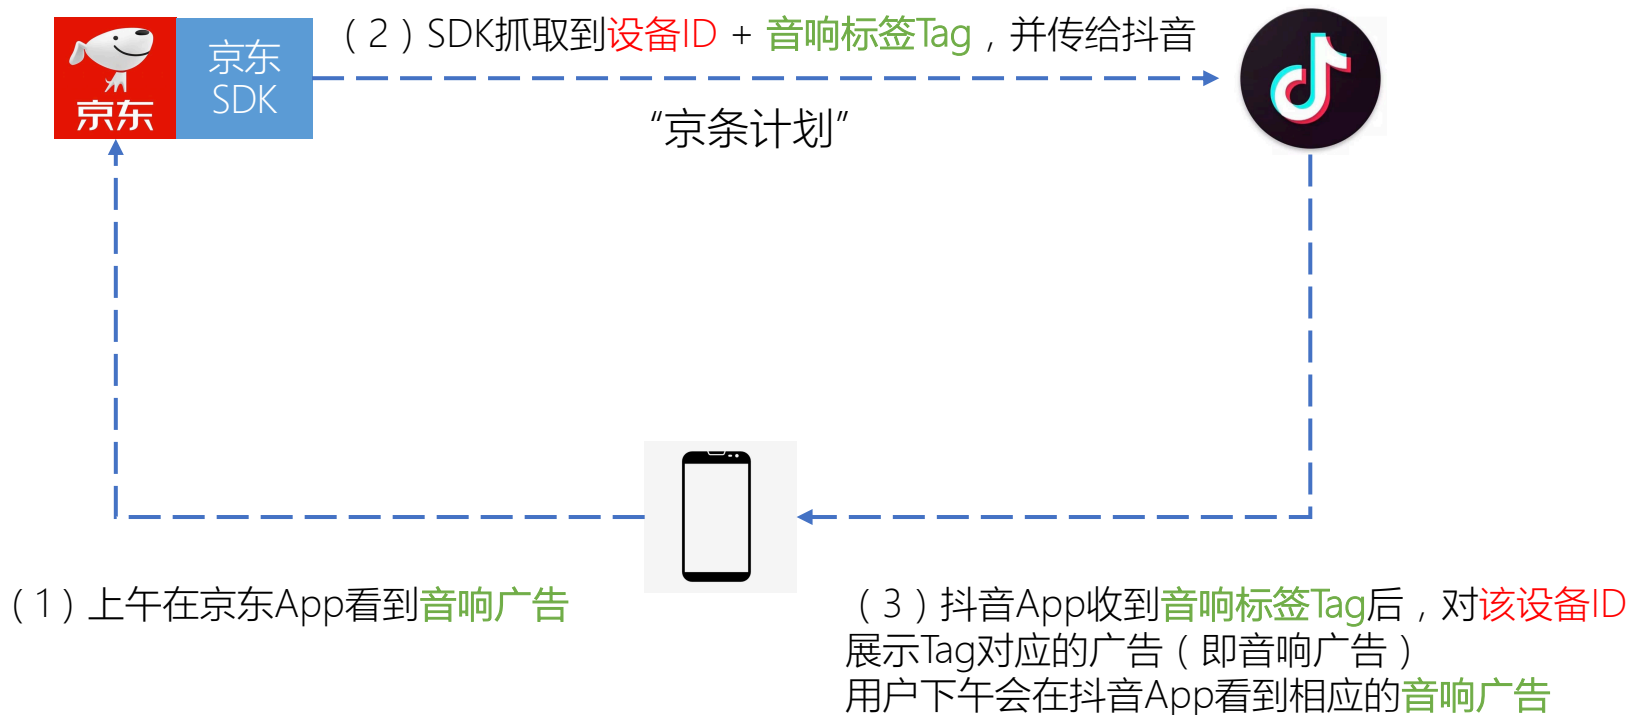 （2）SDK抓取到设备ID + 音响标签Tag，并传给抖音
京东
SDK
京东
“京条计划”
（1）上午在京东App看到音响广告
（3）抖音App收到音响标签Tag后，对该设备ID
展示Tag对应的广告（即音响广告）
用户下午会在抖音App看到相应的音响广告